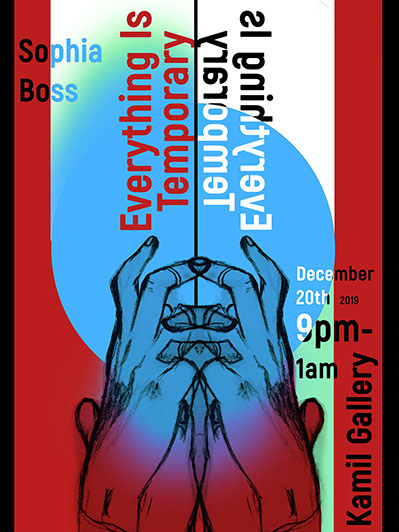 Sophia
Boss
Everything Is
Temporary
Temporary
Everything Is
December
20th 2019
9pm-
1am
Kamil Gallery